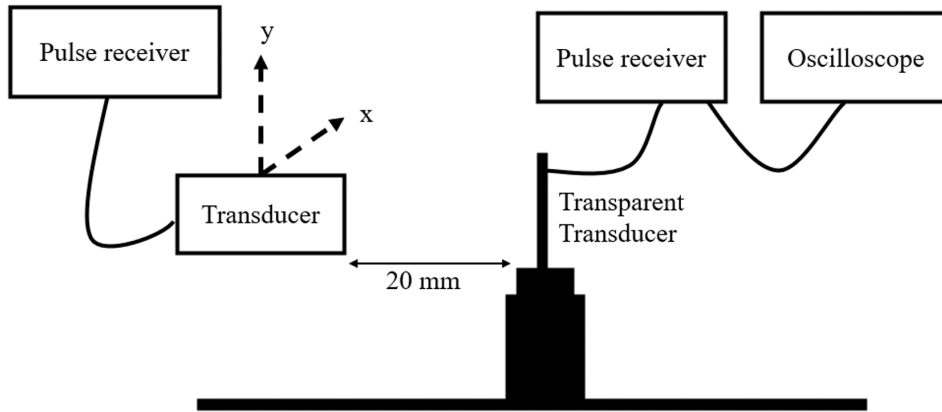 Pulse receiver
y
x
Transducer
20 mm
Pulse receiver
Oscilloscope
Transparent
Transducer